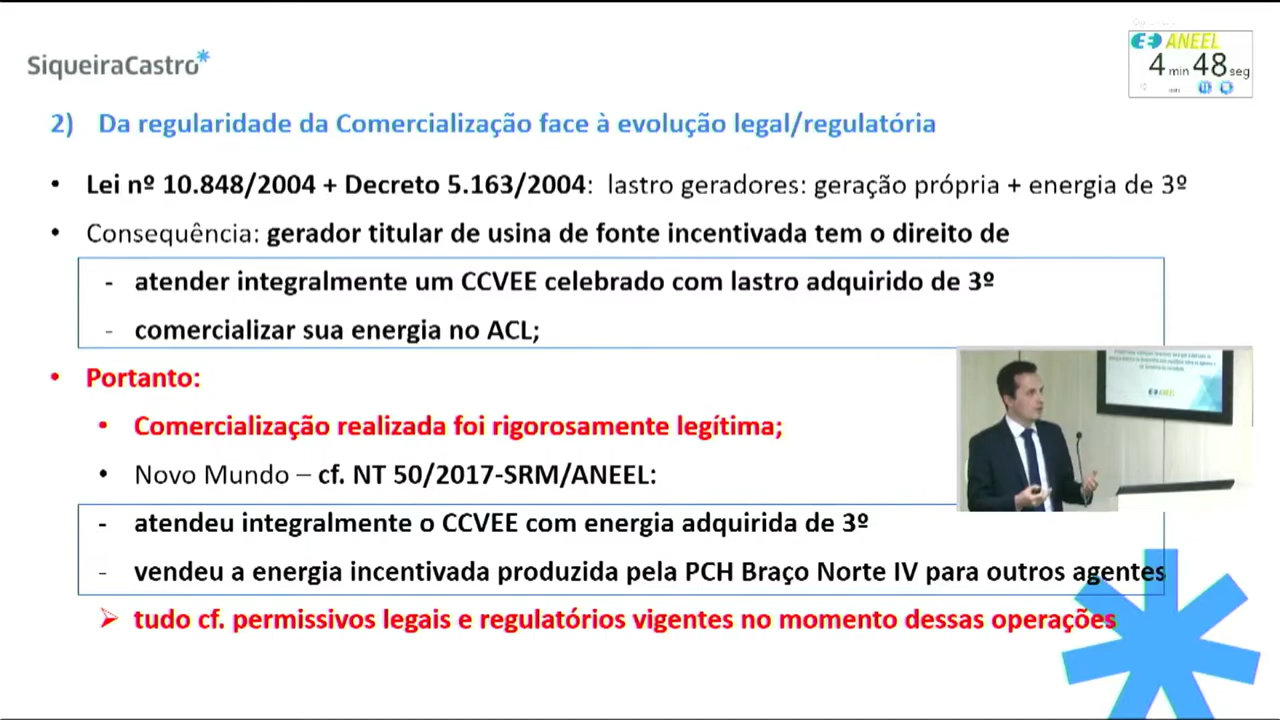 SiqueiraCastro*
ANEEL
4 min 48 seg
2) Da regularidade da Comercialização face à evolução legal/regulatória
• Lei nº 10.848/2004 + Decreto 5.163/2004: lastro geradores: geração própria + energia de 3º
• Consequência: gerador titular de usina de fonte incentivada tem o direito de
- atender integralmente um CCVEE celebrado com lastro adquirido de 3º
- comercializar sua energia no ACL;
• Portanto:
• Comercialização realizada foi rigorosamente legítima;
• Novo Mundo – cf. NT 50/2017-SRM/ANEEL:
- atendeu integralmente o CCVEE com energia adquirida de 3º
- vendeu a energia incentivada produzida pela PCH Braço Norte IV para outros agentes
➢ tudo cf. permissivos legais e regulatórios vigentes no momento dessas operações
ANEEL